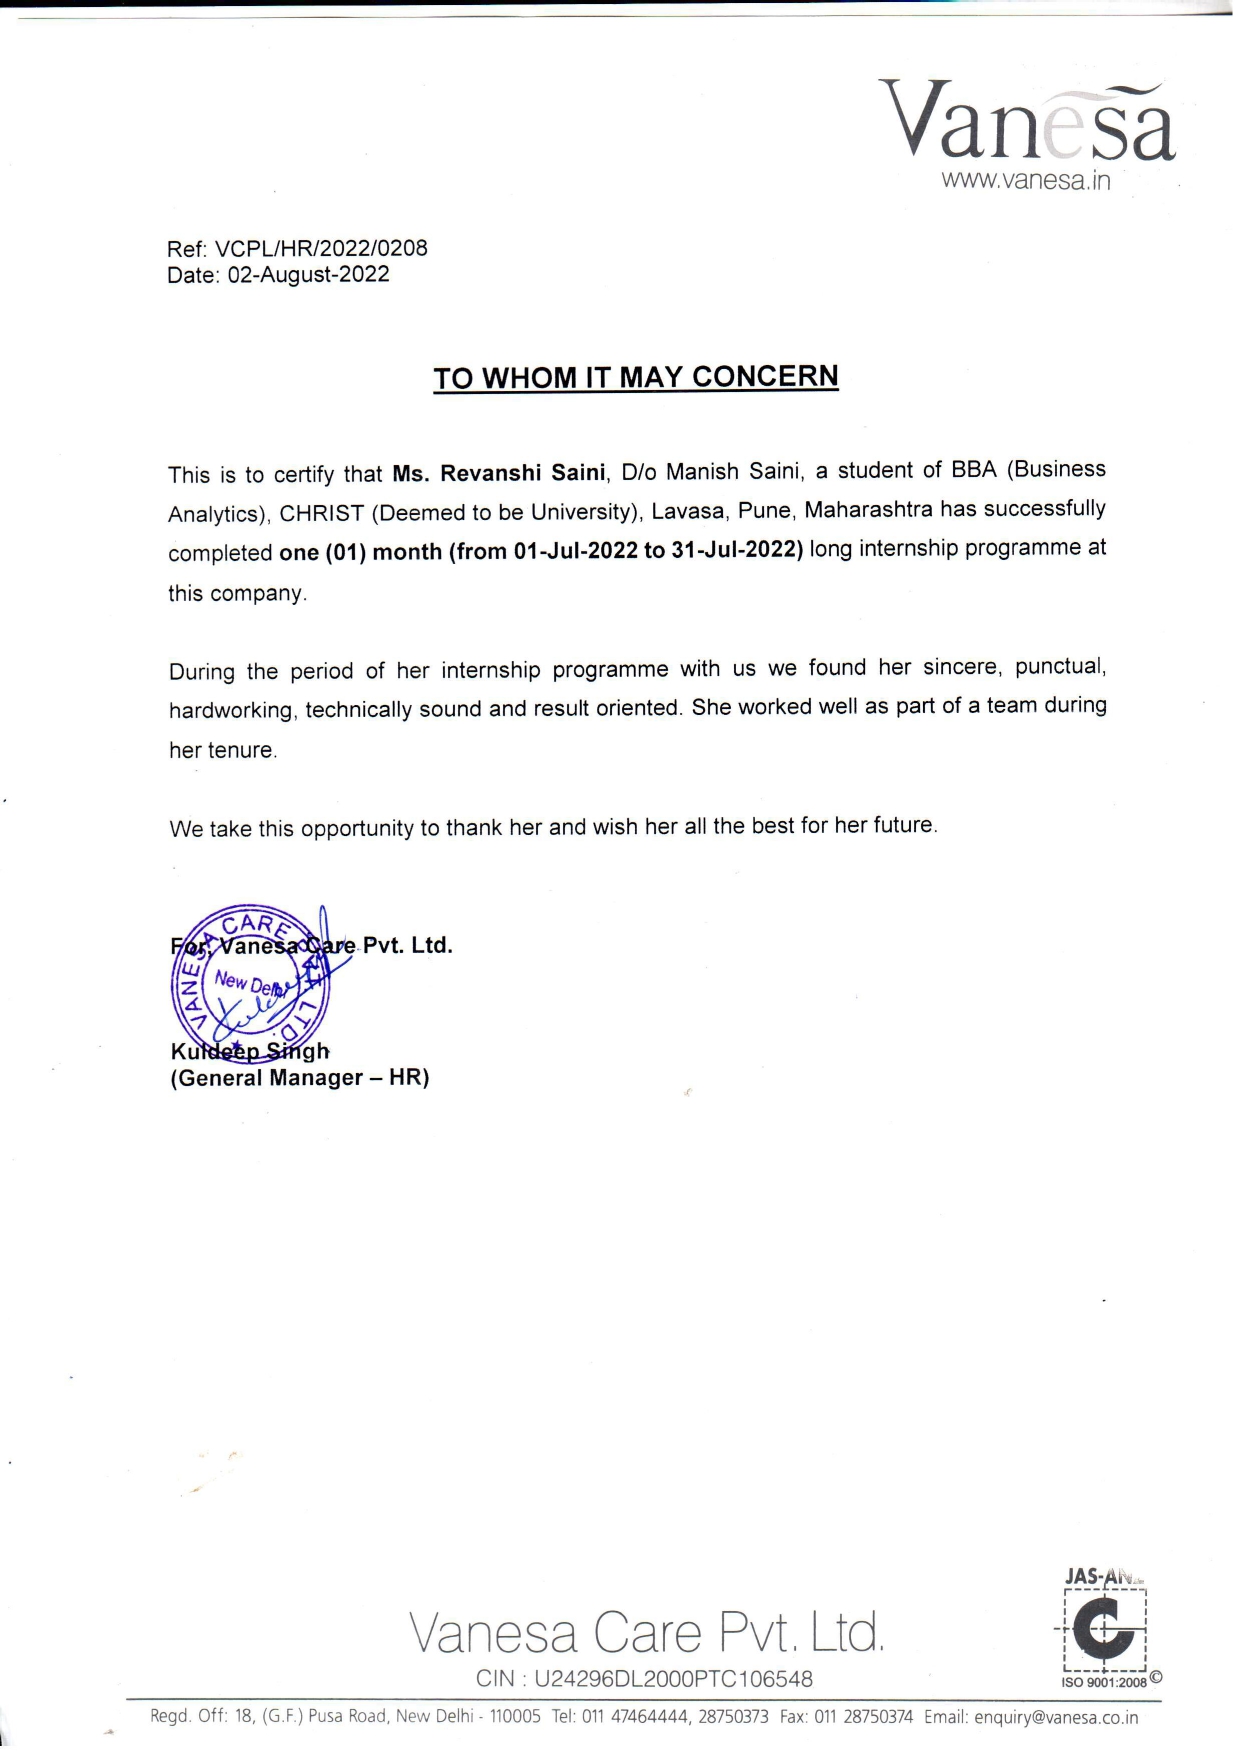 Vanesa
www.vanesa.in
Ref: VCPL/HR/2022/0208
Date: 02-August-2022
TO WHOM IT MAY CONCERN
This is to certify that Ms. Revanshi Saini, D/o Manish Saini, a student of BBA (Business
Analytics), CHRIST (Deemed to be University), Lavasa, Pune, Maharashtra has successfully
completed one (01) month (from 01-Jul-2022 to 31-Jul-2022) long internship programme at
this company.
During the period of her internship programme with us we found her sincere, punctual,
hardworking, technically sound and result oriented. She worked well as part of a team during
her tenure.
We take this opportunity to thank her and wish her all the best for her future.
For, Vanesa Care Pvt. Ltd.
VANESA CARE LTD.
New Delhi
Kuldeep Singh
(General Manager – HR)
Vanesa Care Pvt. Ltd.
CIN : U24296DL2000PTC106548
ISO 9001:2008 ©
Regd. Off: 18, (G.F.) Pusa Road, New Delhi - 110005 Tel: 011 47464444, 28750373 Fax: 011 28750374 Email: enquiry@vanesa.co.in